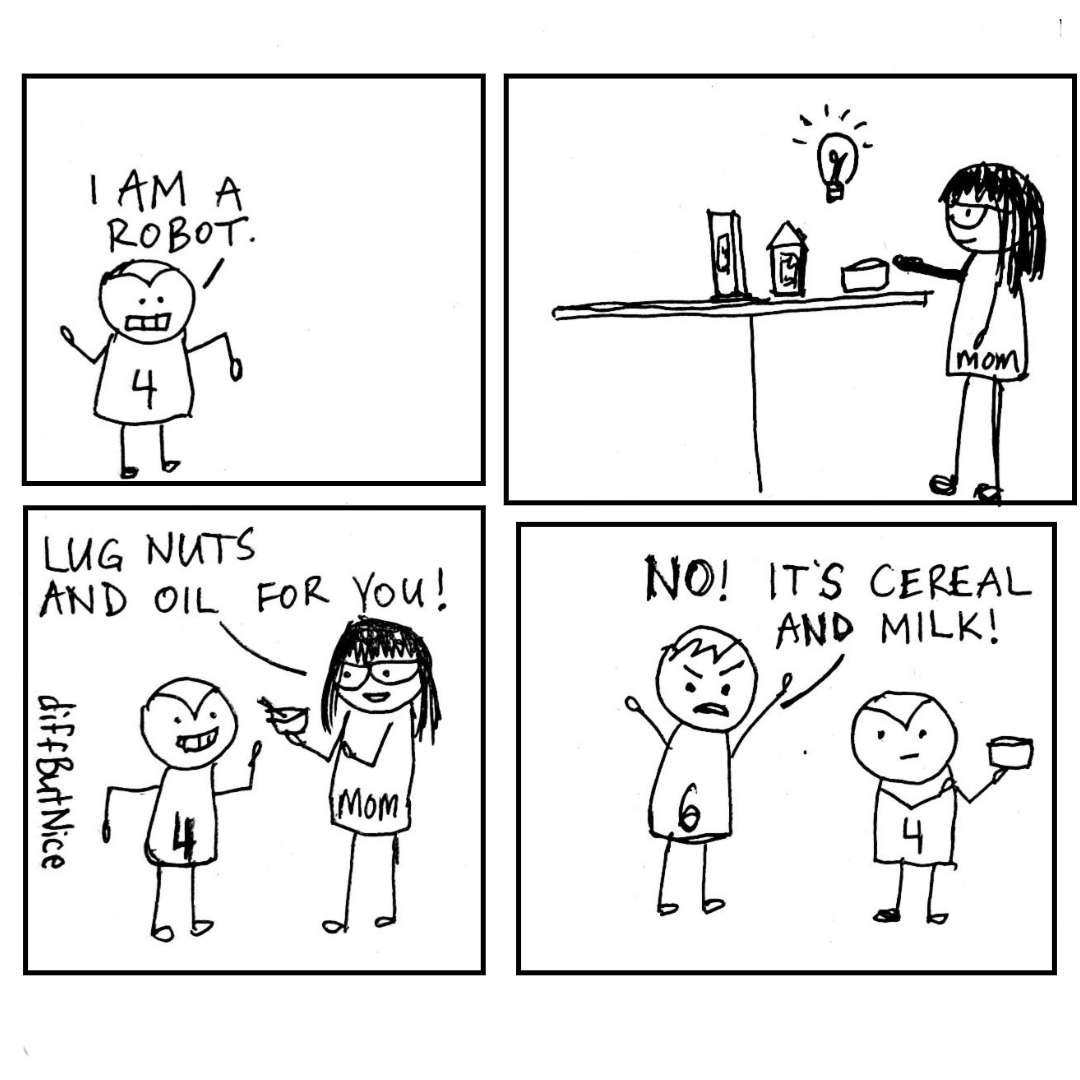 I AM A
ROBOT.
4
MOM
LUG NUTS
AND OIL FOR YOU!
4
MOM
diffButNice
NO! IT'S CEREAL
AND MILK!
6
4